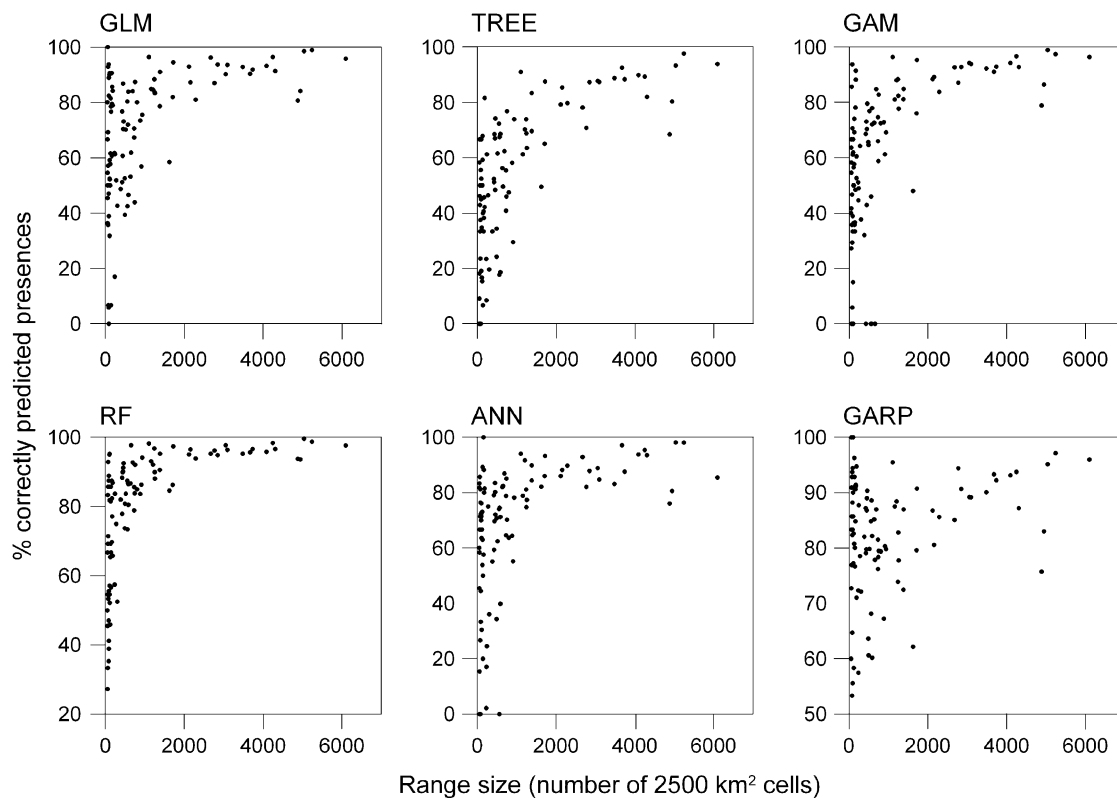 GLM TREE GAM
100 100 100
80 80 80
60 60 60
40 40 40
20 20 20
0 0 0
0 2000 4000 6000 0 2000 4000 6000 0 2000 4000 6000
% correctly predicted presences
RF ANN GARP
100 100 100
90
80 80 80
60 60 70
40 40 60
20
20 0 50
0 2000 4000 6000 0 2000 4000 6000 0 2000 4000 6000
Range size (number of 2500 km² cells)